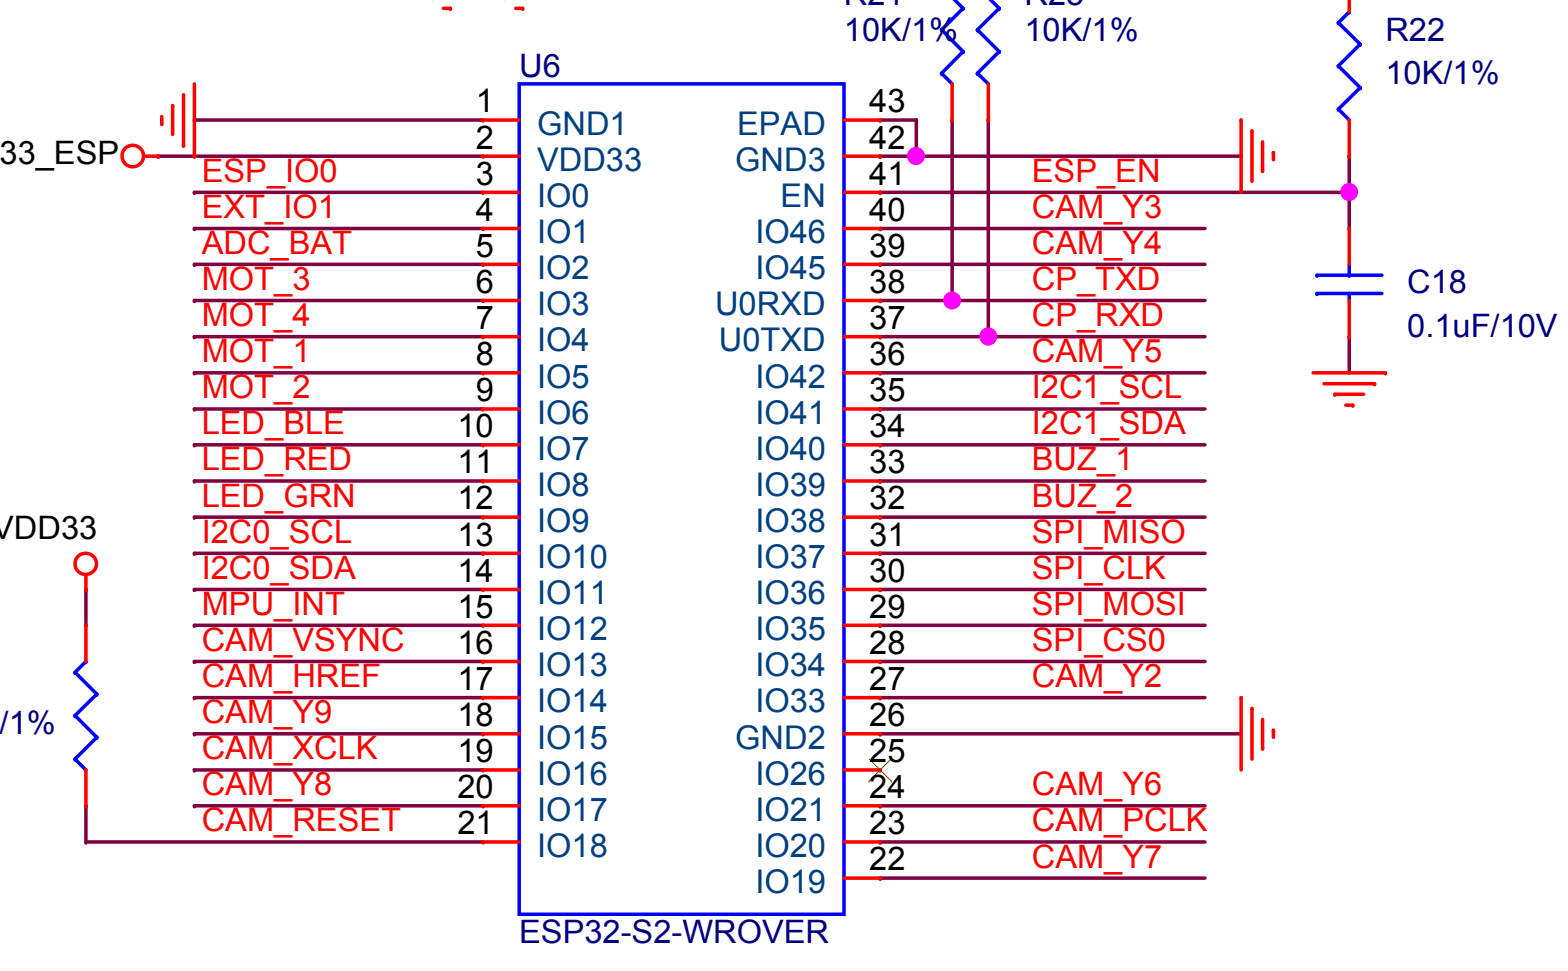 10K/1%
10K/1%
R22
10K/1%
U6
1 GND1 EPAD 43
33_ESP 2 VDD33 GND3 42
ESP_IO0 3 IO0 EN 41 ESP_EN
EXT_IO1 4 IO1 IO46 40 CAM_Y3
ADC_BAT 5 IO2 IO45 39 CAM_Y4
MOT_3 6 IO3 U0RXD 38 CP_TXD
MOT_4 7 IO4 U0TXD 37 CP_RXD
MOT_1 8 IO5 IO42 36 CAM_Y5
MOT_2 9 IO6 IO41 35 I2C1_SCL
LED_BLE 10 IO7 IO40 34 I2C1_SDA
LED_RED 11 IO8 IO39 33 BUZ_1
LED_GRN 12 IO9 IO38 32 BUZ_2
I2C0_SCL 13 IO10 IO37 31 SPI_MISO
I2C0_SDA 14 IO11 IO36 30 SPI_CLK
MPU_INT 15 IO12 IO35 29 SPI_MOSI
CAM_VSYNC 16 IO13 IO34 28 SPI_CS0
CAM_HREF 17 IO14 IO33 27 CAM_Y2
CAM_Y9 18 IO15 GND2 26
CAM_XCLK 19 IO16 IO26 25
CAM_Y8 20 IO17 IO21 24 CAM_Y6
CAM_RESET 21 IO18 IO20 23 CAM_PCLK
IO19 22 CAM_Y7
ESP32-S2-WROVER
C18
0.1uF/10V
VDD33
/1%